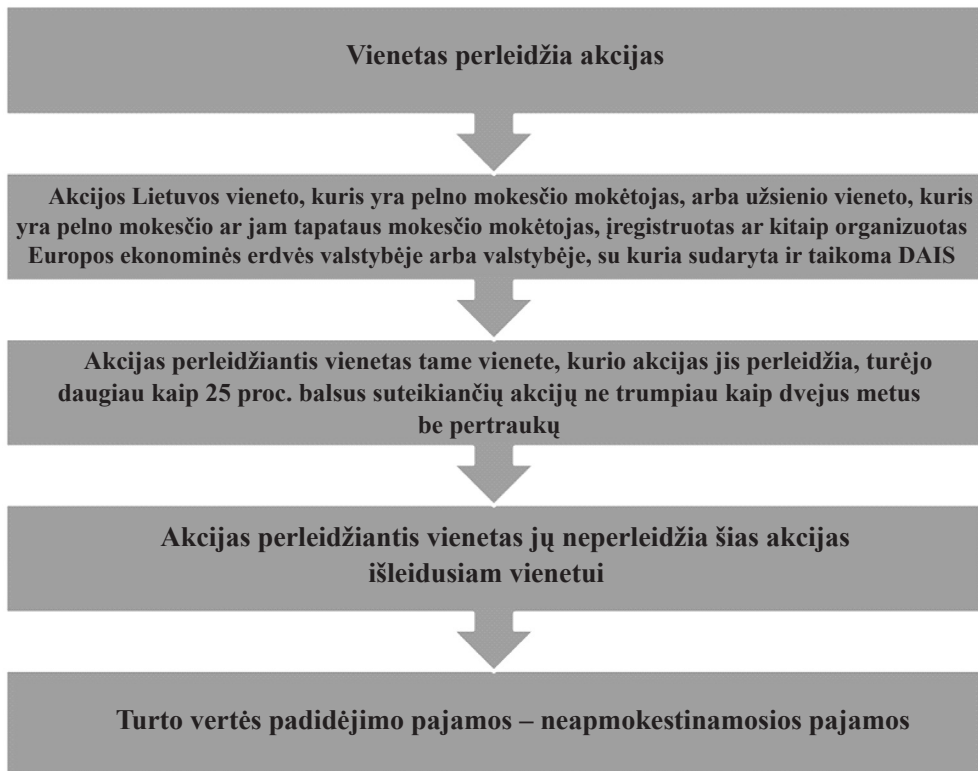 Vienetas perleidžia akcijas
Akcijos Lietuvos vieneto, kuris yra pelno mokesčio mokėtojas, arba užsienio vieneto, kuris
yra pelno mokesčio ar jam tapataus mokesčio mokėtojas, įregistruotas ar kitaip organizuotas
Europos ekonominės erdvės valstybėje arba valstybėje, su kuria sudaryta ir taikoma DAIS
Akcijas perleidžiantis vienetas tame vienete, kurio akcijas jis perleidžia, turėjo
daugiau kaip 25 proc. balsus suteikiančių akcijų ne trumpiau kaip dvejus metus
be pertraukų
Akcijas perleidžiantis vienetas jų neperleidžia šias akcijas
išleidusiam vienetui
Turto vertės padidėjimo pajamos – neapmokestinamosios pajamos